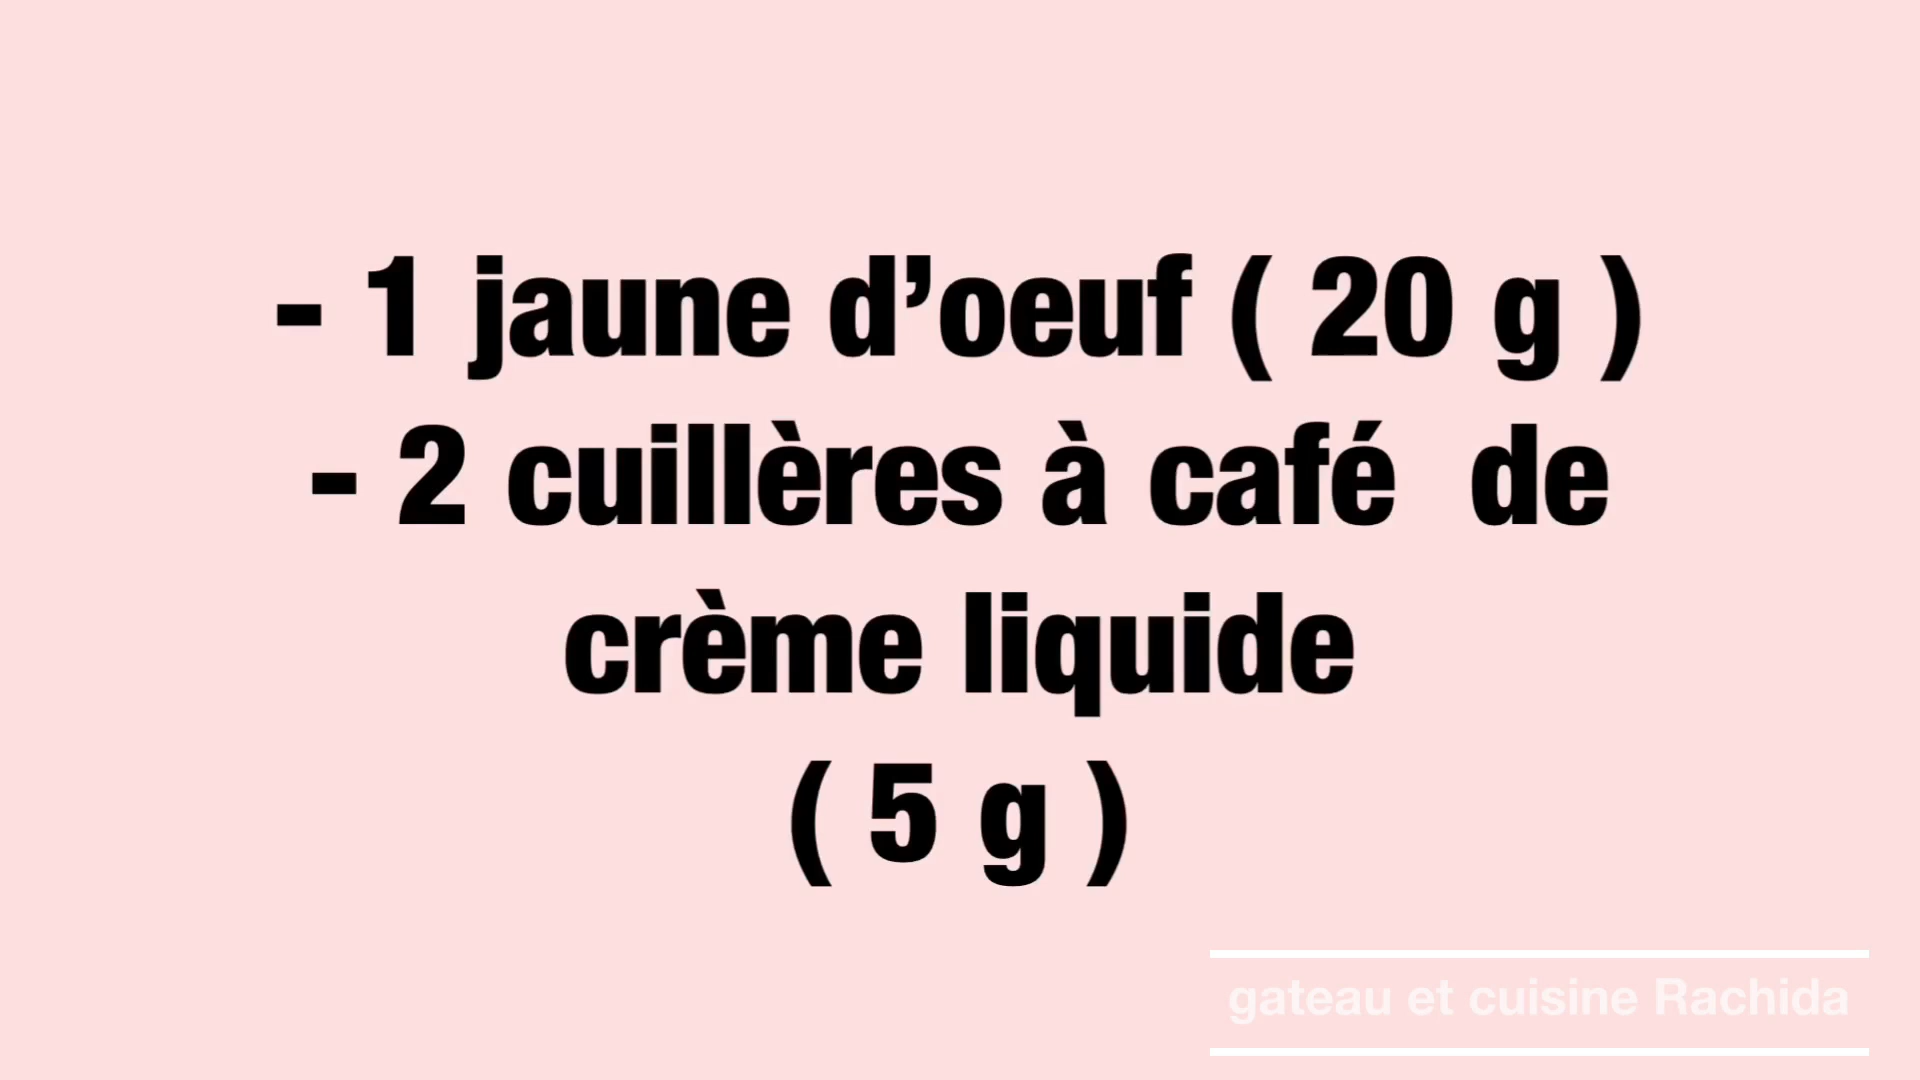 - 1 jaune d’oeuf ( 20 g )
- 2 cuillères à café  de
crème liquide
( 5 g )
gateau et cuisine Rachida